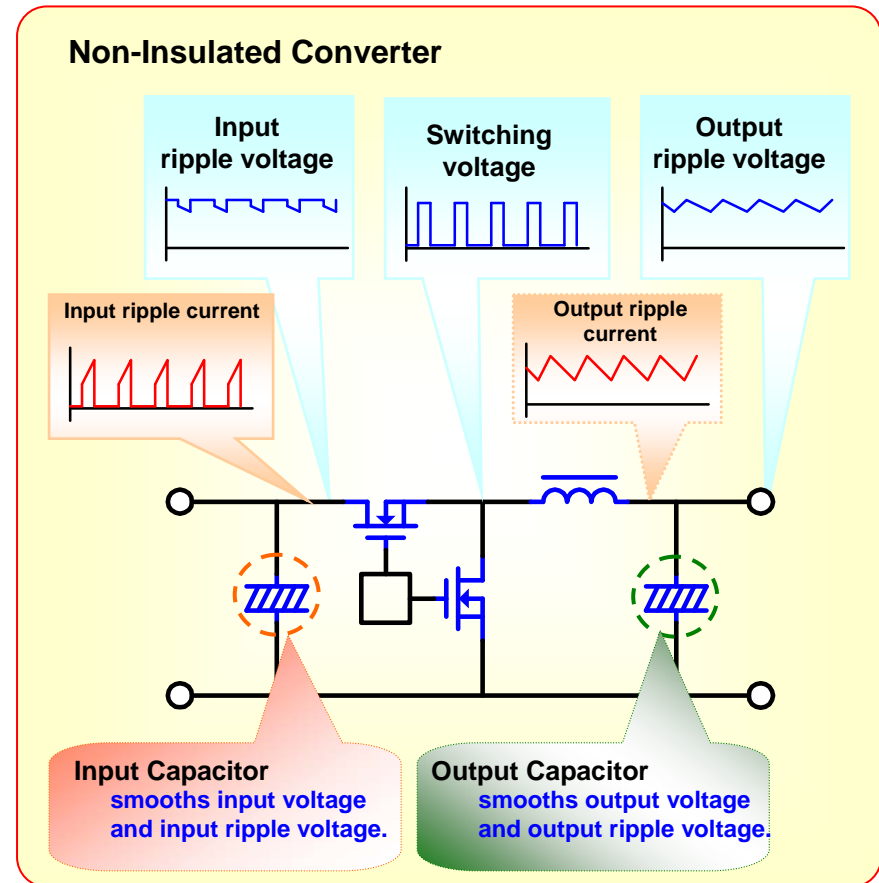 Non-Insulated Converter
Input
ripple voltage
Switching
voltage
Output
ripple voltage
Input ripple current
Output ripple
current
Input Capacitor
smooths input voltage
and input ripple voltage.
Output Capacitor
smooths output voltage
and output ripple voltage.